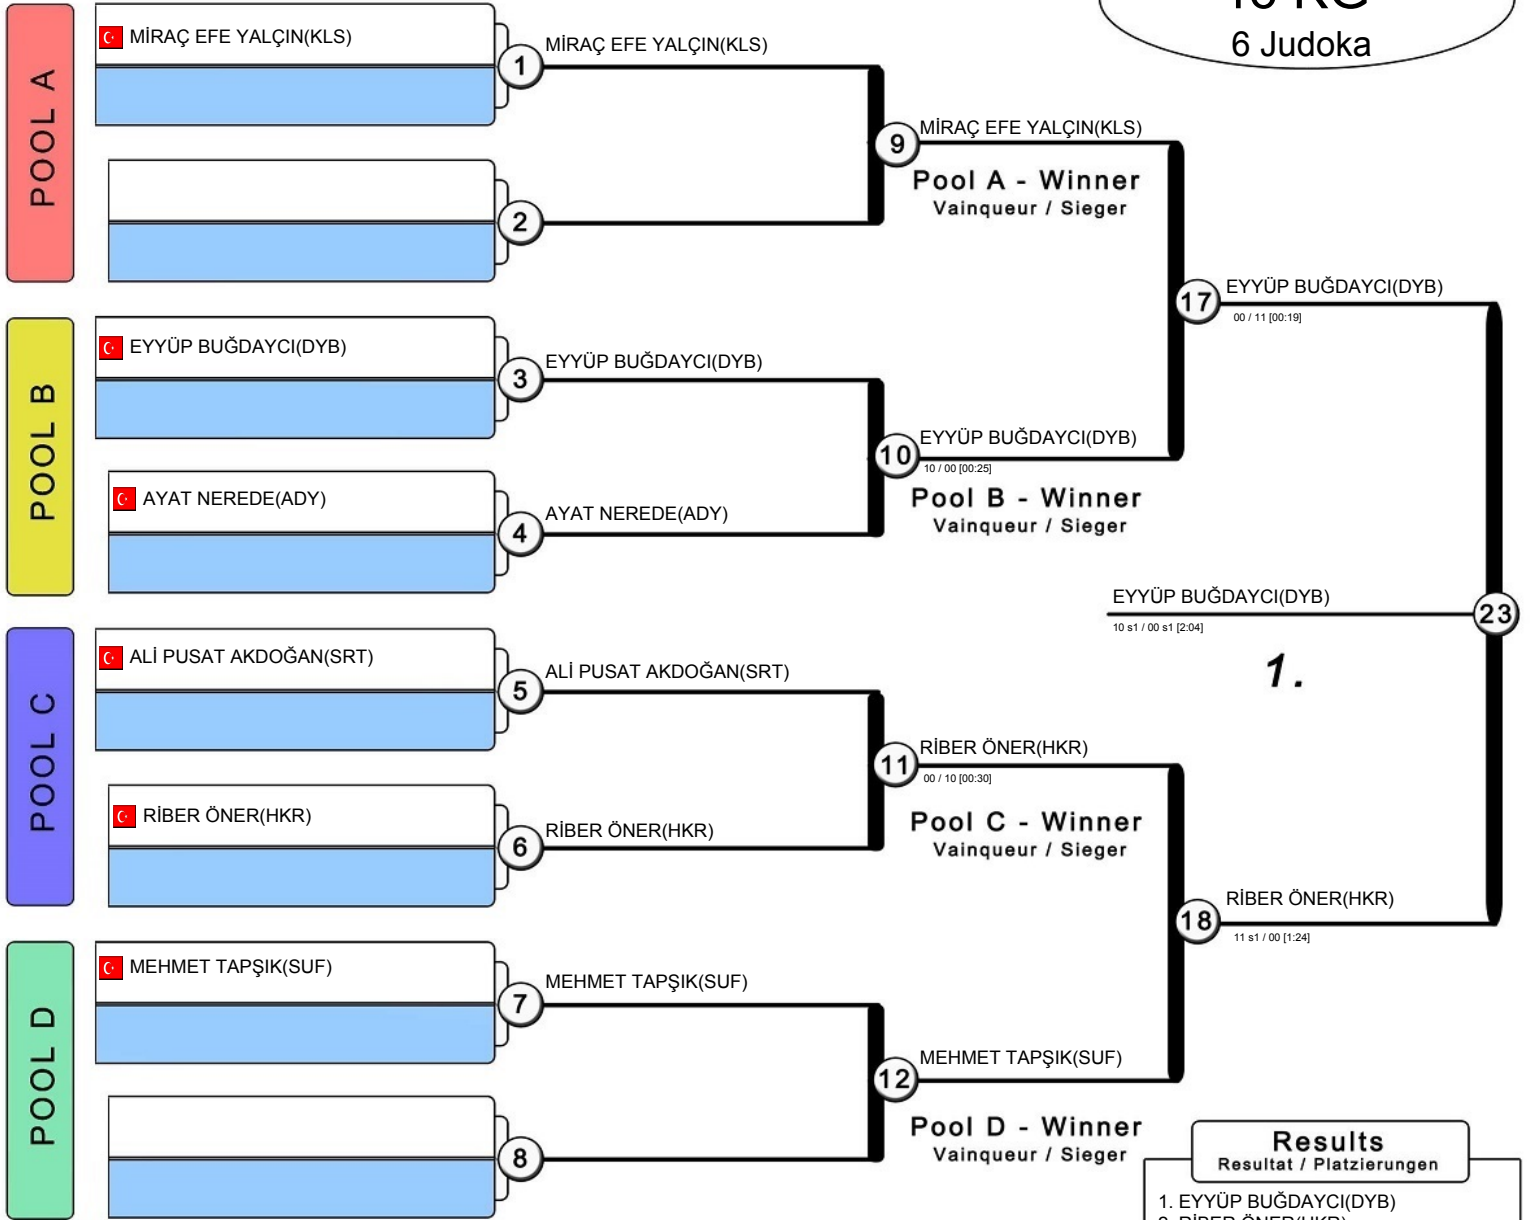 6 Judoka
POOL A
MİRAÇ EFE YALÇIN(KLS)
1
MİRAÇ EFE YALÇIN(KLS)
2
9
MİRAÇ EFE YALÇIN(KLS)
Pool A - Winner
Vainqueur / Sieger
17
EYYÜP BUĞDAYCI(DYB)
00 / 11 [00:19]
POOL B
EYYÜP BUĞDAYCI(DYB)
3
EYYÜP BUĞDAYCI(DYB)
AYAT NEREDE(ADY)
4
AYAT NEREDE(ADY)
10
EYYÜP BUĞDAYCI(DYB)
10 / 00 [00:25]
Pool B - Winner
Vainqueur / Sieger
EYYÜP BUĞDAYCI(DYB)
10 s1 / 00 s1 [2:04]
23
1.
POOL C
ALİ PUSAT AKDOĞAN(SRT)
5
ALİ PUSAT AKDOĞAN(SRT)
RİBER ÖNER(HKR)
6
RİBER ÖNER(HKR)
11
RİBER ÖNER(HKR)
00 / 10 [00:30]
Pool C - Winner
Vainqueur / Sieger
18
RİBER ÖNER(HKR)
11 s1 / 00 [1:24]
POOL D
MEHMET TAPŞIK(SUF)
7
MEHMET TAPŞIK(SUF)
8
12
MEHMET TAPŞIK(SUF)
Pool D - Winner
Vainqueur / Sieger
Results
Resultat / Platzierungen
1. EYYÜP BUĞDAYCI(DYB)
2. RİBER ÖNER(HKR)